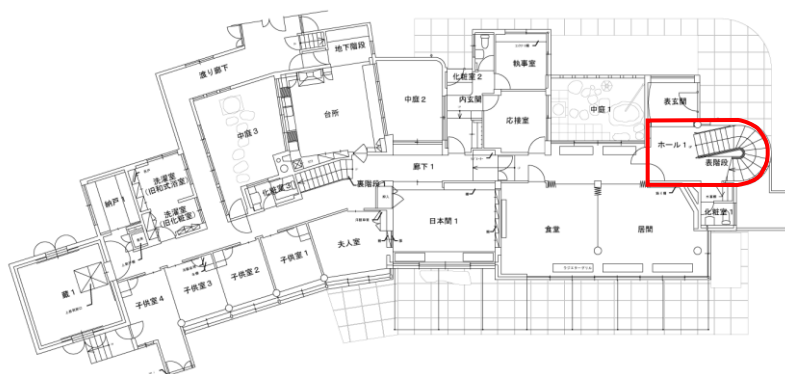 地下階段
渡り廊下
化粧室2
執事室
台所
中庭2
内玄関
応接室
中庭1
表玄関
中庭3
ホール1
表階段
廊下1
洗濯室
(旧和式浴室)
納戸1
化粧室3
裏階段1
洗濯室
(旧化粧室)
日本間1
化粧室1
夫人室
食堂
居間
子供室1
子供室2
子供室3
子供室4
蔵1